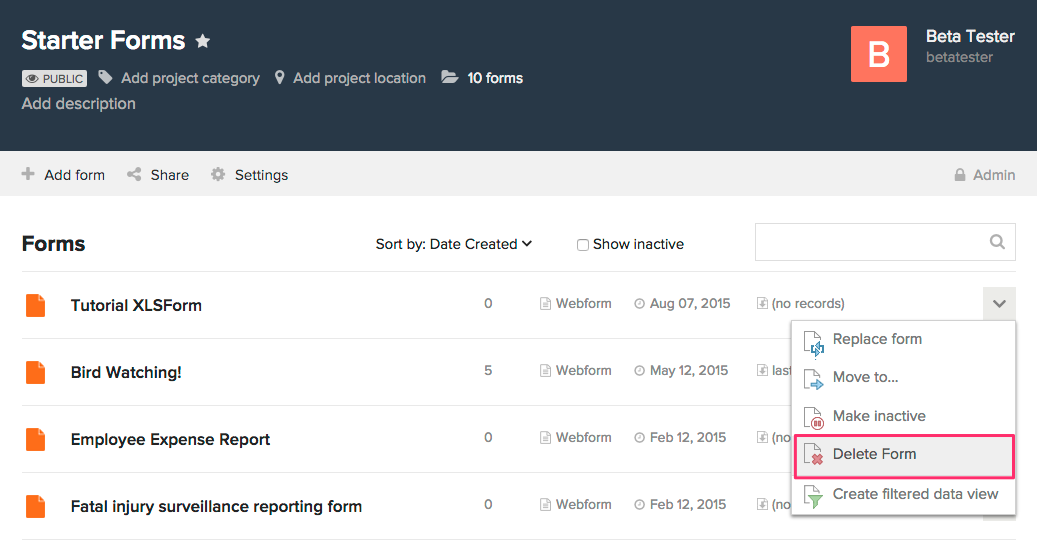 Starter Forms
B
Beta Tester
betatester
PUBLIC Add project category Add project location 10 forms
Add description
Add form Share Settings Admin
Forms Sort by: Date Created Show inactive
Tutorial XLSForm 0 Webform Aug 07, 2015 (no records)
Replace form
Bird Watching! 5 Webform May 12, 2015 last
Move to...
Make inactive
Employee Expense Report 0 Webform Feb 12, 2015 (no
Delete Form
Create filtered data view
Fatal injury surveillance reporting form 0 Webform Feb 12, 2015 (no